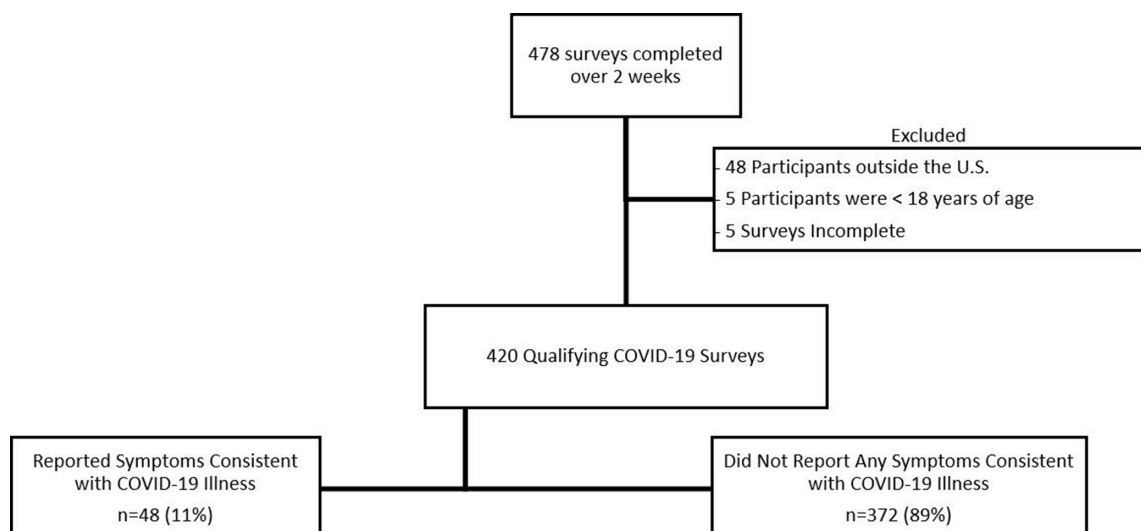 478 surveys completed
over 2 weeks
Excluded
- 48 Participants outside the U.S.
- 5 Participants were < 18 years of age
- 5 Surveys Incomplete
420 Qualifying COVID-19 Surveys
Reported Symptoms Consistent
with COVID-19 Illness
n=48 (11%)
Did Not Report Any Symptoms Consistent
with COVID-19 Illness
n=372 (89%)